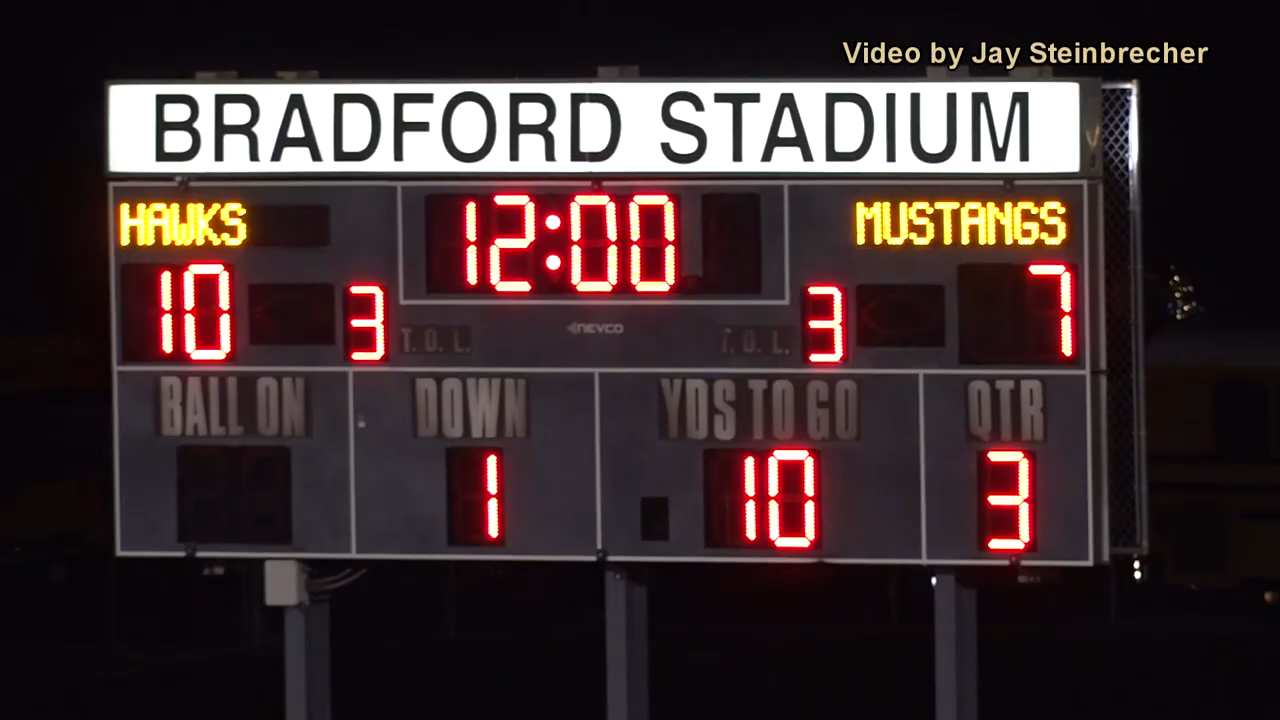 Video by Jay Steinbrecher
BRADFORD STADIUM
HAWKS 12:00 MUSTANGS
10 3 T.O.L. NEVCO T.O.L. 3 7
BALL ON DOWN YDS TO GO QTR
1 10 3